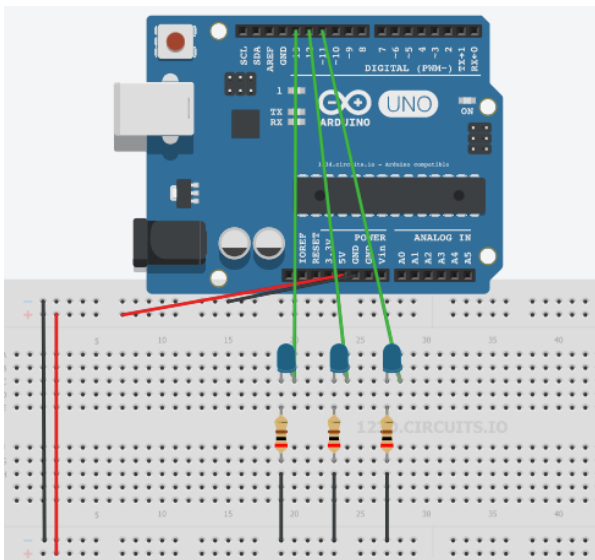 SCL
SDA
AREF
GND
13
12
~11
~10
~9
8
7
~6
~5
4
~3
2
TX→1
RX←0
DIGITAL (PWM~)
1
TX
RX
ARDUINO
UNO
ON
123d.circuits.io - Arduino compatible
IOREF
RESET
3.3V
5V
GND
GND
Vin
POWER
ANALOG IN
A0
A1
A2
A3
A4
A5
5 15 25 30 35 40
123D.CIRCUITS.IO
5 10 15 20 25 30 35 40